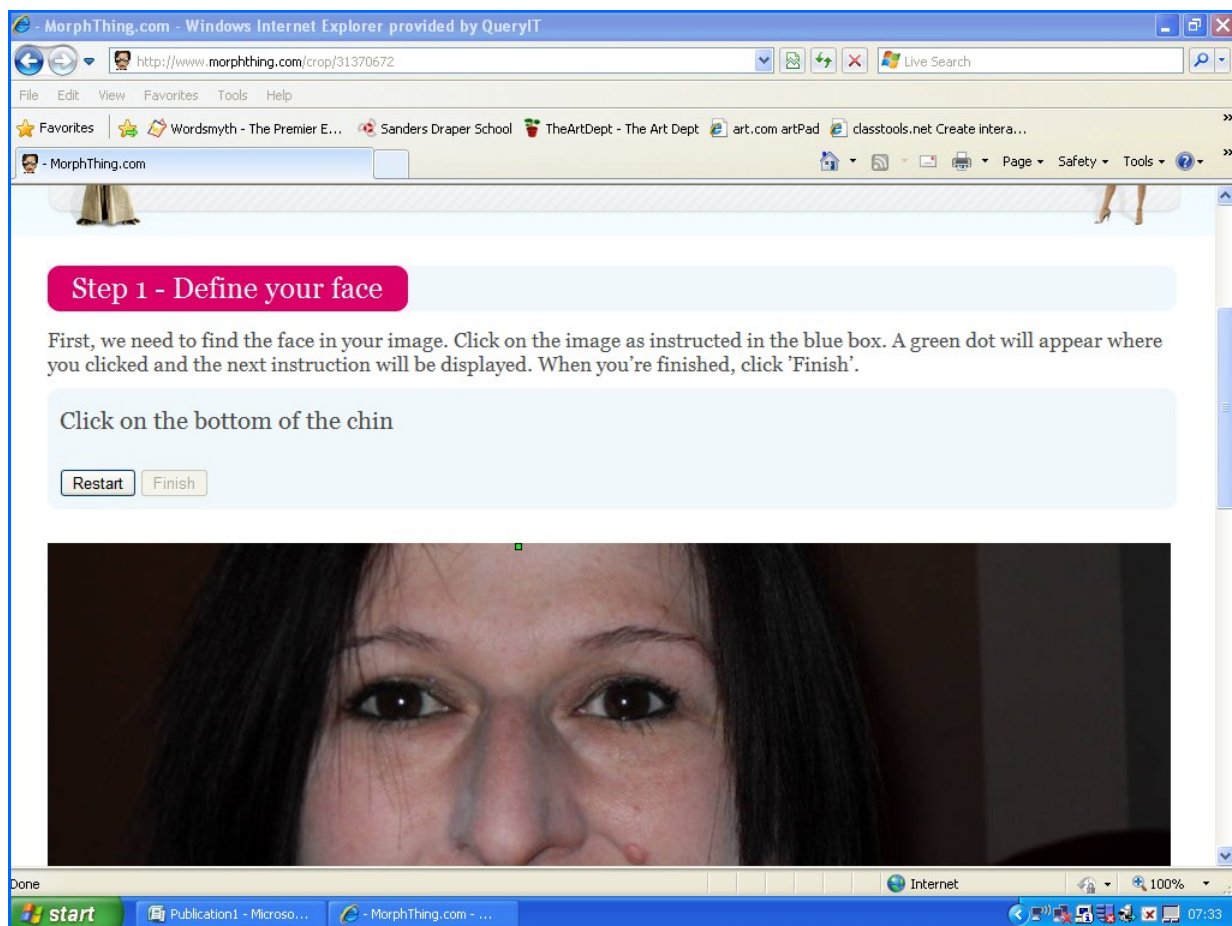 - MorphThing.com - Windows Internet Explorer provided by QueryIT
http://www.morphthing.com/crop/31370672
Live Search
File Edit View Favorites Tools Help
Favorites Wordsmyth - The Premier E... Sanders Draper School TheArtDept - The Art Dept art.com artPad classtools.net Create intera... »
- MorphThing.com Page Safety Tools »
Step 1 - Define your face
First, we need to find the face in your image. Click on the image as instructed in the blue box. A green dot will appear where
you clicked and the next instruction will be displayed. When you're finished, click 'Finish'.
Click on the bottom of the chin
Restart Finish
Done Internet 100%
start Publication1 - Microso... - MorphThing.com - ... 07:33